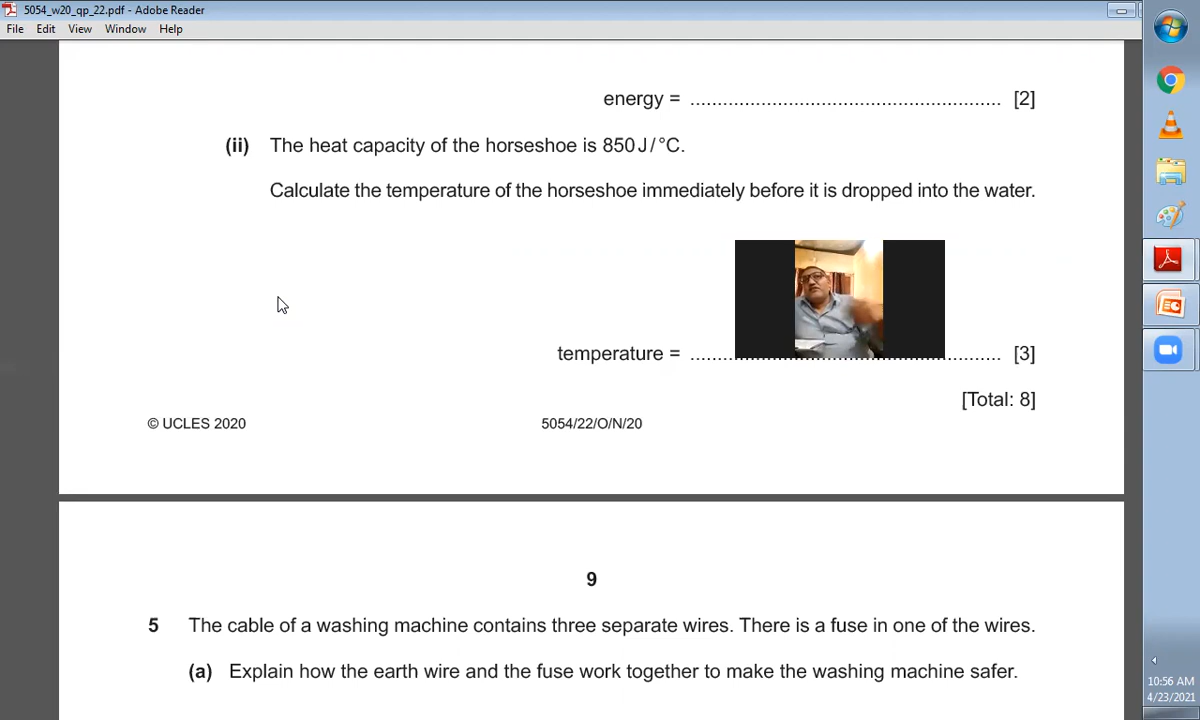 5054_w20_qp_22.pdf - Adobe Reader
File Edit View Window Help
energy = ........................................................ [2]
(ii) The heat capacity of the horseshoe is 850 J/°C.
Calculate the temperature of the horseshoe immediately before it is dropped into the water.
temperature = ........................................................ [3]
[Total: 8]
© UCLES 2020 5054/22/O/N/20
9
5 The cable of a washing machine contains three separate wires. There is a fuse in one of the wires.
(a) Explain how the earth wire and the fuse work together to make the washing machine safer.
10:56 AM
4/23/2021